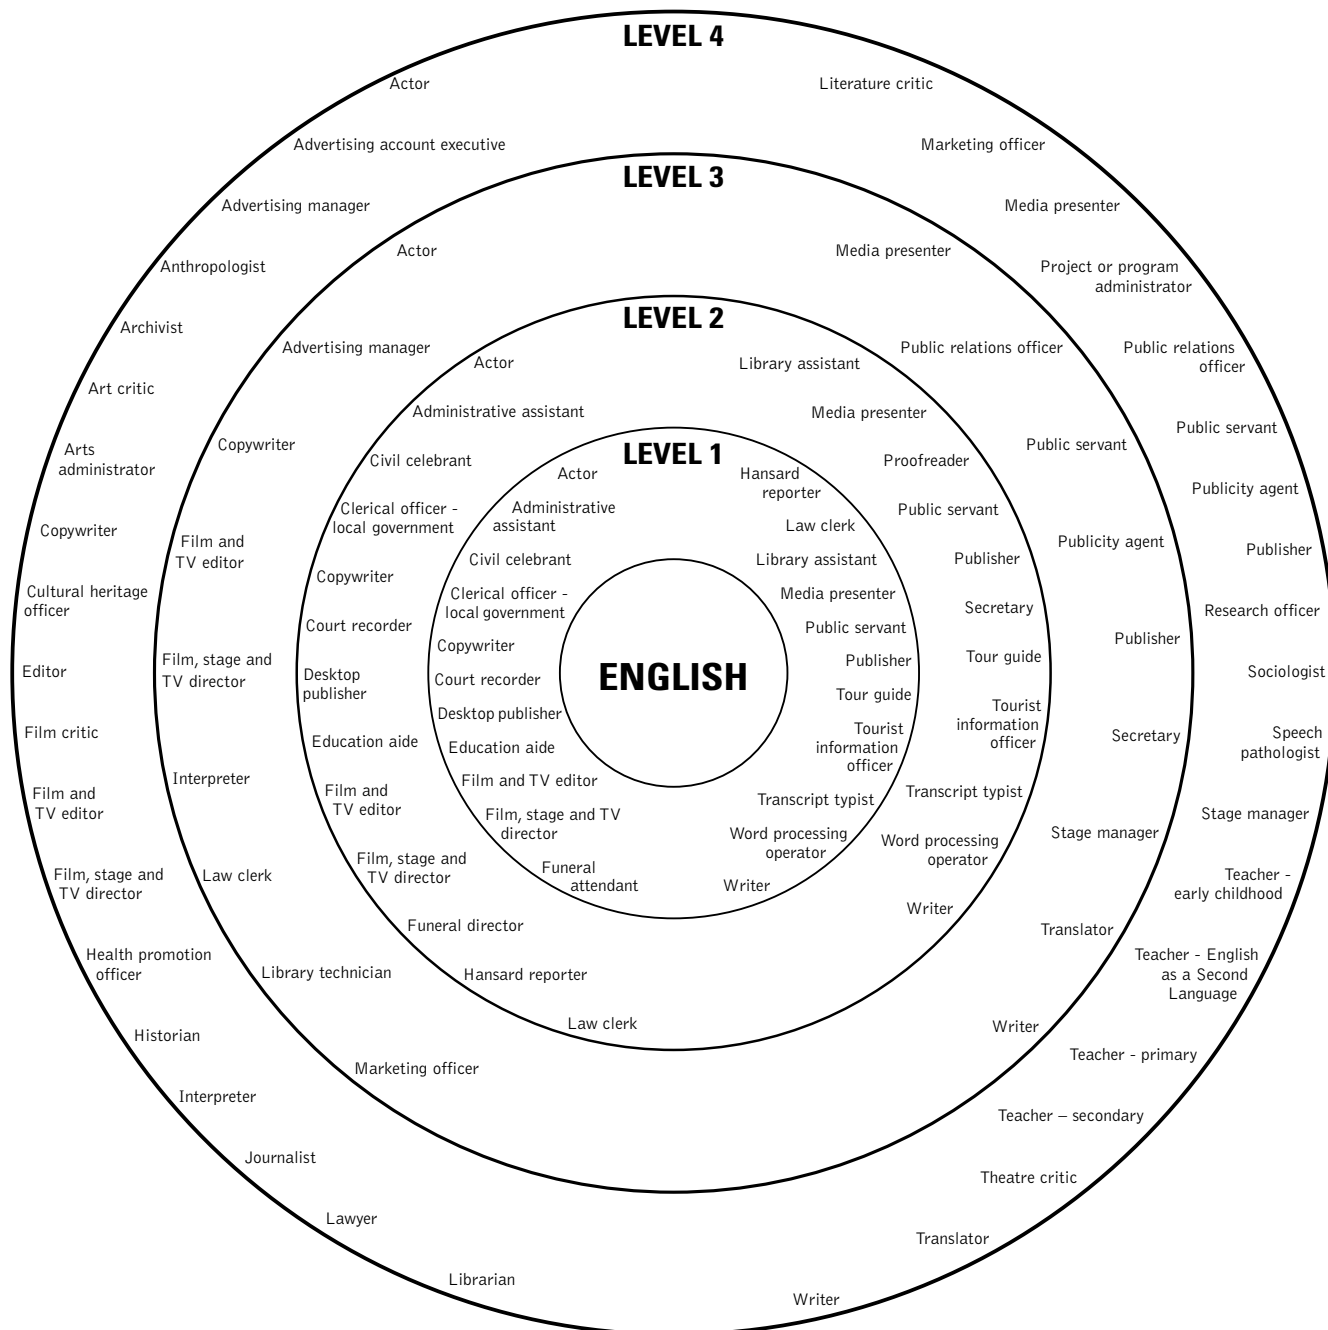 LEVEL 4
Actor
Advertising account executive
Advertising manager
Anthropologist
Archivist
Art critic
Arts
administrator
Copywriter
Cultural heritage
officer
Editor
Film critic
Film and
TV editor
Film, stage and
TV director
Health promotion
officer
Historian
Interpreter
Journalist
Lawyer
Librarian
Literature critic
Marketing officer
Media presenter
Project or program
administrator
Public relations
officer
Public servant
Publicity agent
Publisher
Research officer
Sociologist
Speech
pathologist
Stage manager
Teacher -
early childhood
Teacher - English
as a Second
Language
Teacher - primary
Teacher – secondary
Theatre critic
Translator
Writer
LEVEL 3
Actor
Advertising manager
Copywriter
Film and
TV editor
Film, stage and
TV director
Interpreter
Law clerk
Library technician
Marketing officer
Media presenter
Public relations officer
Public servant
Publicity agent
Publisher
Secretary
Stage manager
Translator
Writer
LEVEL 2
Actor
Administrative assistant
Civil celebrant
Clerical officer -
local government
Copywriter
Court recorder
Desktop
publisher
Education aide
Film and
TV editor
Film, stage and
TV director
Funeral director
Hansard reporter
Law clerk
Library assistant
Media presenter
Proofreader
Public servant
Publisher
Secretary
Tour guide
Tourist
information
officer
Transcript typist
Word processing
operator
Writer
LEVEL 1
Actor
Administrative
assistant
Civil celebrant
Clerical officer -
local government
Copywriter
Court recorder
Desktop publisher
Education aide
Film and TV editor
Film, stage and TV
director
Funeral
attendant
Hansard
reporter
Law clerk
Library assistant
Media presenter
Public servant
Publisher
Tour guide
Tourist
information
officer
Transcript typist
Word processing
operator
Writer
ENGLISH